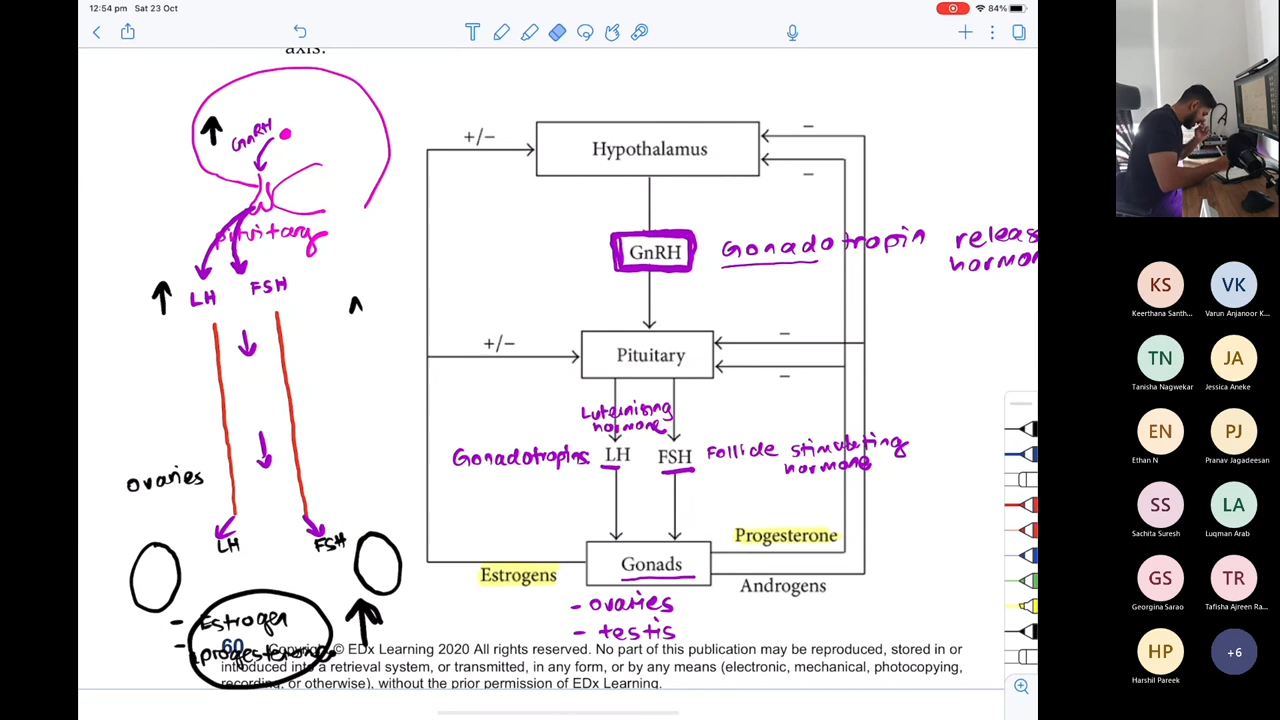 12:54 pm Sat 23 Oct
84%
axis.
GnRH
pituitary
LH FSH
ovaries
LH FSH
- Estrogen
- progesterone
+/− Hypothalamus −
−
GnRH Gonadotropin releas
hormon
+/− Pituitary −
−
Luteinising
hormone
Gonadotropins LH FSH Follicle stimulating
hormone
Progesterone
Estrogens Gonads Androgens
- ovaries
- testis
60 Copyright © EDx Learning 2020 All rights reserved. No part of this publication may be reproduced, stored in or
introduced into a retrieval system, or transmitted, in any form, or by any means (electronic, mechanical, photocopying,
recording, or otherwise), without the prior permission of EDx Learning.
KS VK
Keerthana Santh... Varun Anjanoor K...
TN JA
Tanisha Nagwekar Jessica Aneke
EN PJ
Ethan N Pranav Jagadeesan
SS LA
Sachita Suresh Luqman Arab
GS TR
Georgina Sarao Tafisha Ajreen Ra...
HP +6
Harshil Pareek